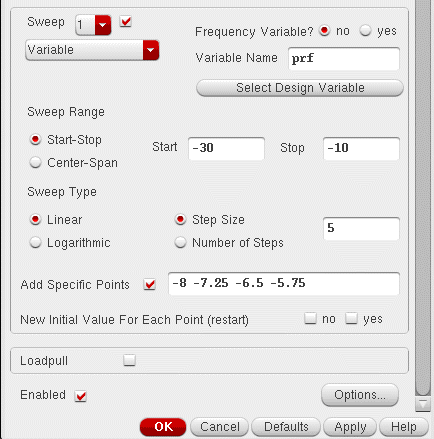 Sweep 1 Frequency Variable? no yes
Variable Variable Name prf
Select Design Variable
Sweep Range
Start-Stop Start -30 Stop -10
Center-Span
Sweep Type
Linear Step Size 5
Logarithmic Number of Steps
Add Specific Points -8 -7.25 -6.5 -5.75
New Initial Value For Each Point (restart) no yes
Loadpull
Enabled Options...
OK Cancel Defaults Apply Help